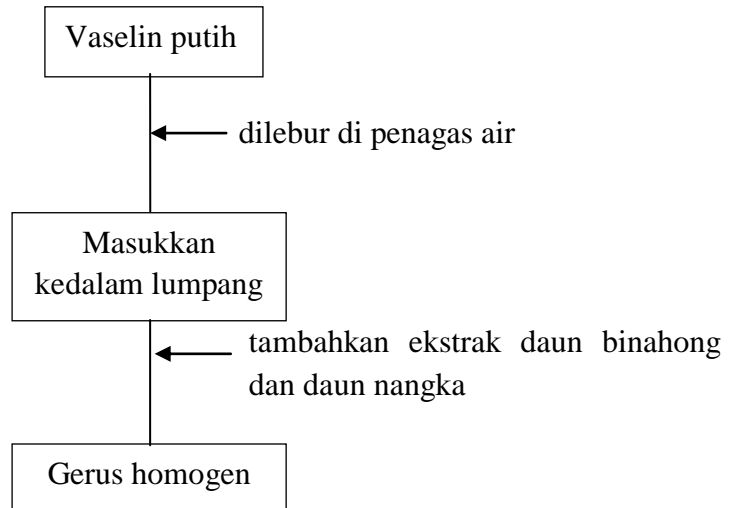 Vaselin putih
dilebur di penagas air
Masukkan
kedalam lumpang
tambahkan ekstrak daun binahong
dan daun nangka
Gerus homogen